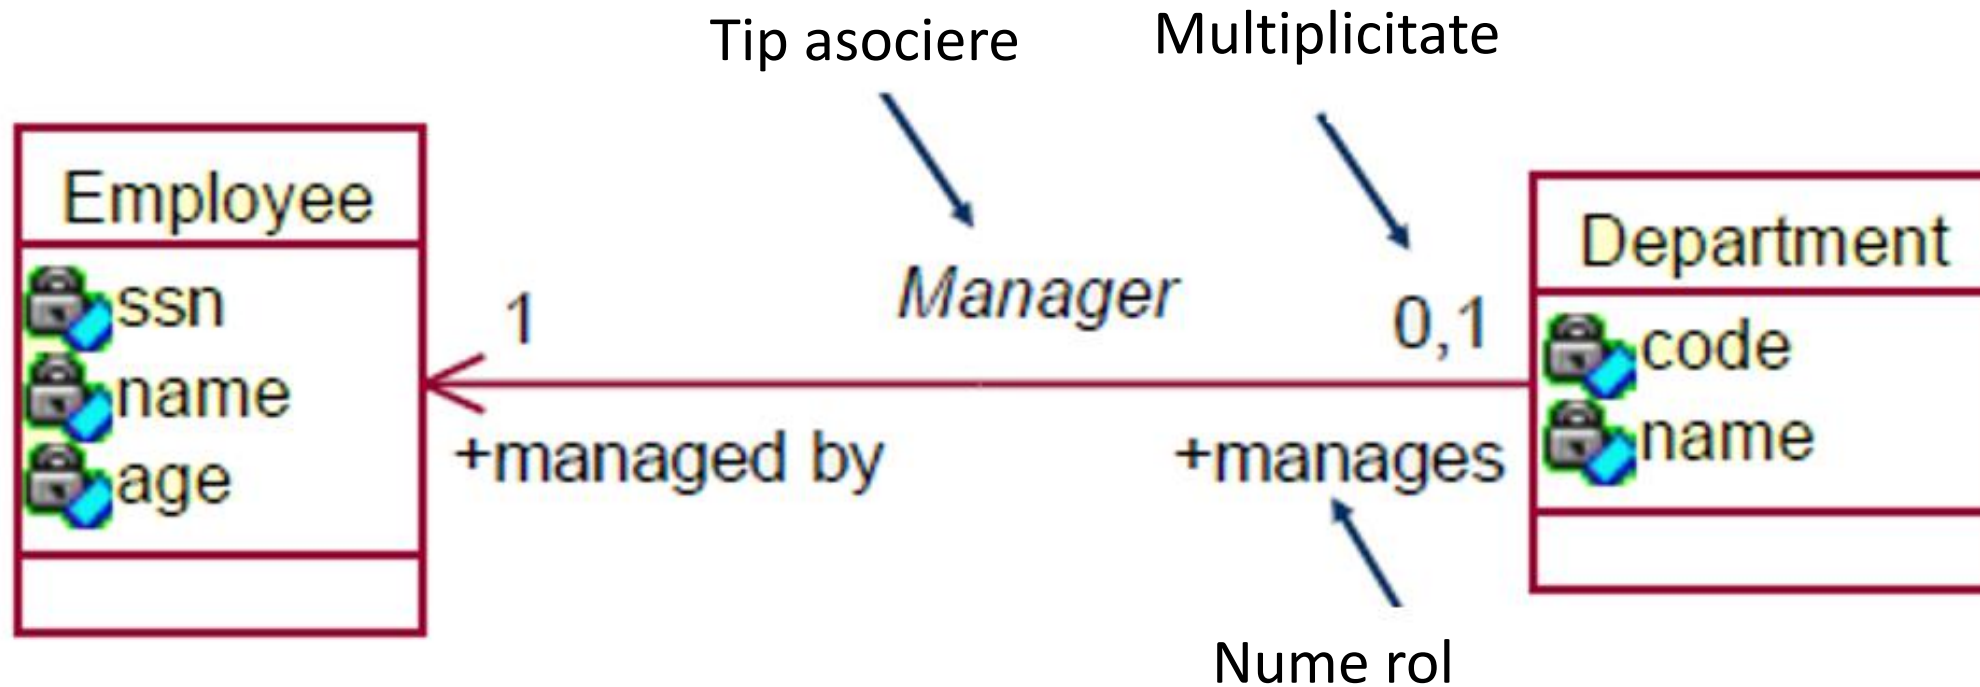 Tip asociere
Multiplicitate
Employee
ssn
name
age
1
Manager
0,1
+managed by
+manages
Department
code
name
Nume rol